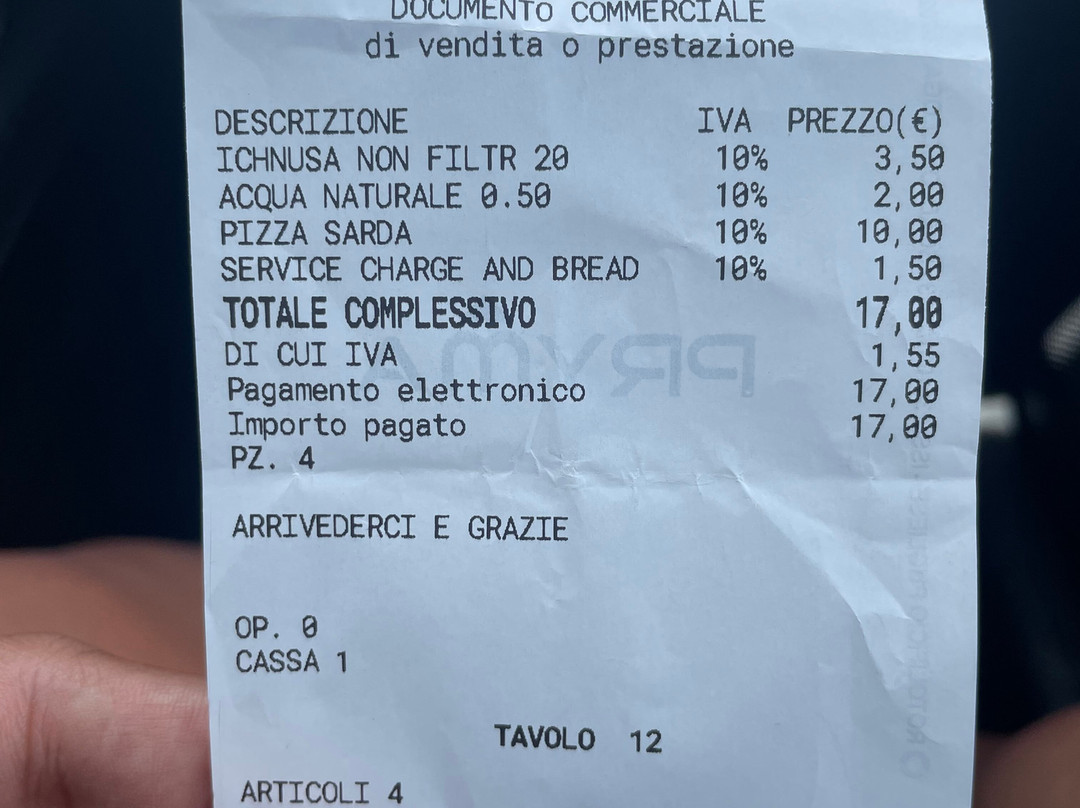 DOCUMENTO COMMERCIALE
di vendita o prestazione
DESCRIZIONE IVA PREZZO(€)
ICHNUSA NON FILTR 20 10% 3,50
ACQUA NATURALE 0.50 10% 2,00
PIZZA SARDA 10% 10,00
SERVICE CHARGE AND BREAD 10% 1,50
TOTALE COMPLESSIVO 17,00
DI CUI IVA 1,55
Pagamento elettronico 17,00
Importo pagato 17,00
PZ. 4
ARRIVEDERCI E GRAZIE
OP. 0
CASSA 1
TAVOLO 12
ARTICOLI 4